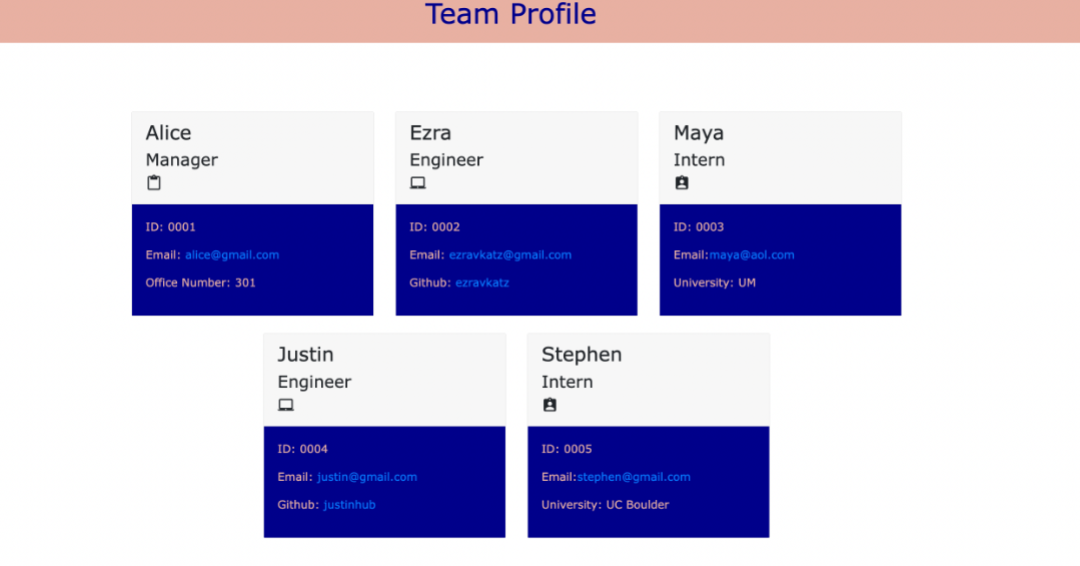 Team Profile
Alice
Manager
ID: 0001
Email: alice@gmail.com
Office Number: 301
Ezra
Engineer
ID: 0002
Email: ezravkatz@gmail.com
Github: ezravkatz
Maya
Intern
ID: 0003
Email:maya@aol.com
University: UM
Justin
Engineer
ID: 0004
Email: justin@gmail.com
Github: justinhub
Stephen
Intern
ID: 0005
Email:stephen@gmail.com
University: UC Boulder